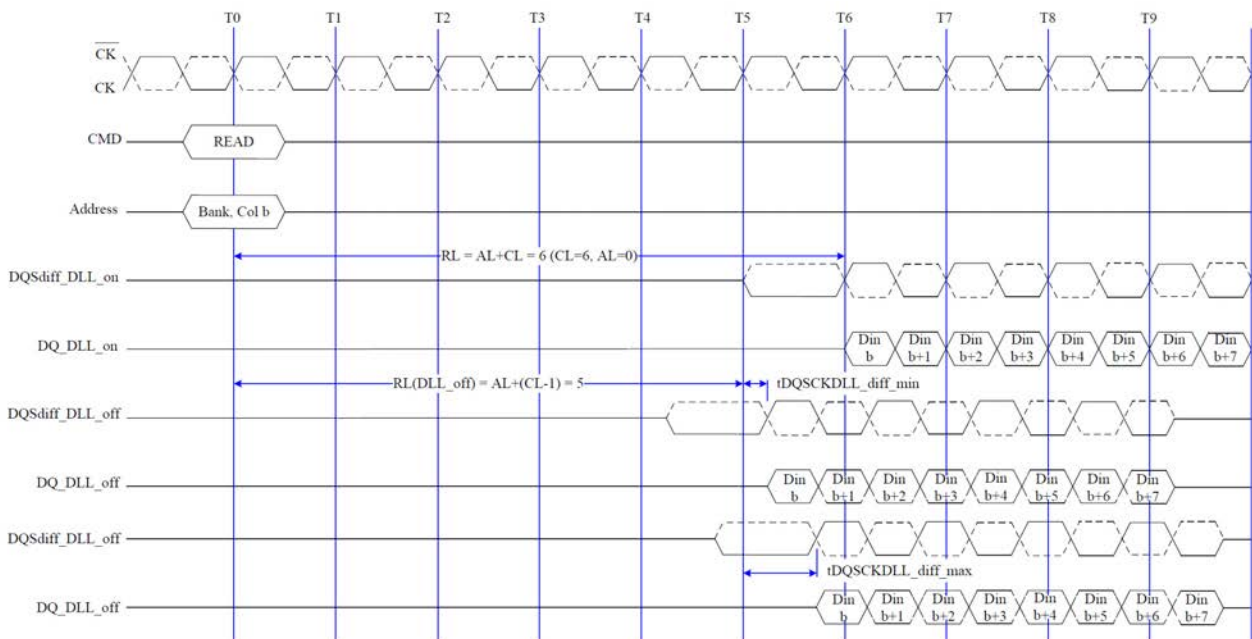 T0 T1 T2 T3 T4 T5 T6 T7 T8 T9
CK
CK
CMD READ
Address Bank, Col b
RL = AL+CL = 6 (CL=6, AL=0)
DQSdiff_DLL_on
DQ_DLL_on Din b Din b+1 Din b+2 Din b+3 Din b+4 Din b+5 Din b+6 Din b+7
RL(DLL_off) = AL+(CL-1) = 5 tDQSCKDLL_diff_min
DQSdiff_DLL_off
DQ_DLL_off Din b Din b+1 Din b+2 Din b+3 Din b+4 Din b+5 Din b+6 Din b+7
DQSdiff_DLL_off
tDQSCKDLL_diff_max
DQ_DLL_off Din b Din b+1 Din b+2 Din b+3 Din b+4 Din b+5 Din b+6 Din b+7